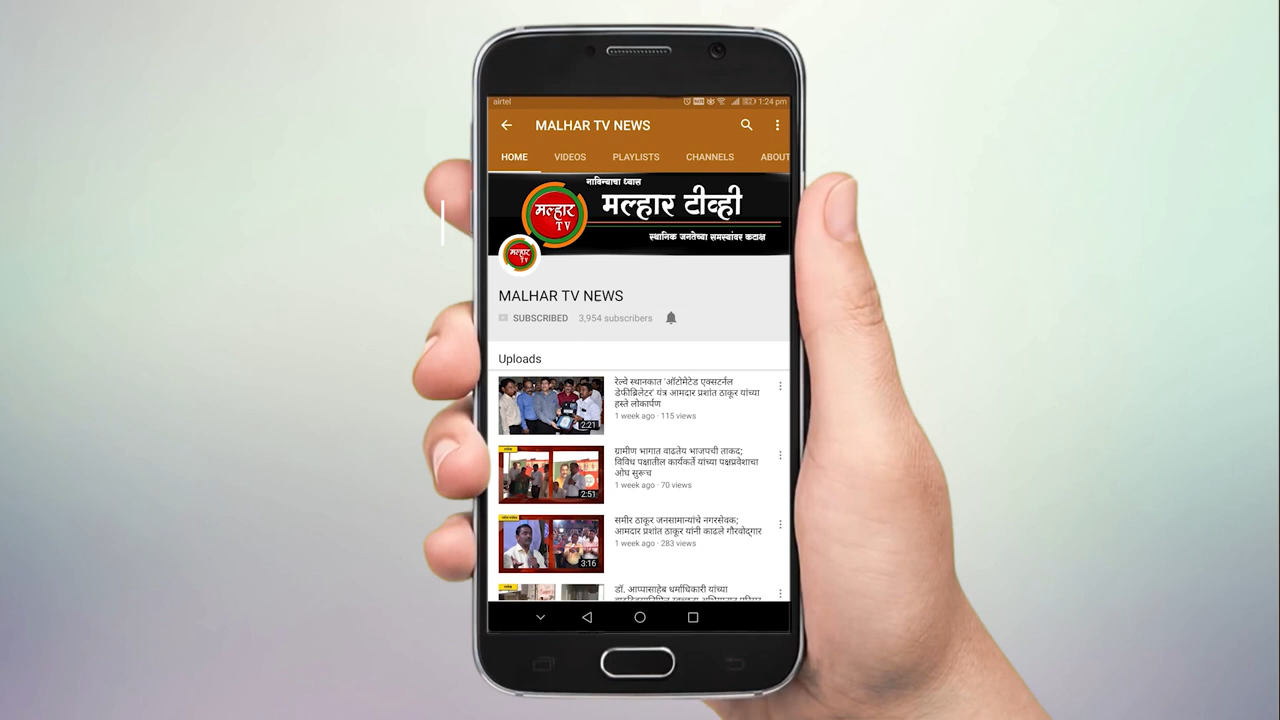 airtel 1:24 pm
MALHAR TV NEWS
HOME VIDEOS PLAYLISTS CHANNELS ABOUT
नाविन्याचा ध्यास
मल्हार टीव्ही
मल्हार
TV
स्थानिक जनतेच्या समस्यांवर कटाक्ष
मल्हार
TV
MALHAR TV NEWS
SUBSCRIBED 3,954 subscribers
Uploads
रेल्वे स्थानकात 'ऑटोमेटेड एक्सटर्नल
डेफीब्रिलेटर' यंत्र आमदार प्रशांत ठाकूर यांच्या
हस्ते लोकार्पण
1 week ago · 115 views
2:21
ग्रामीण भागात वाढतेय भाजपची ताकद;
विविध पक्षातील कार्यकर्ते यांच्या पक्षप्रवेशाचा
ओघ सुरूच
1 week ago · 70 views
2:51
समीर ठाकूर जनसामान्यांचे नगरसेवक;
आमदार प्रशांत ठाकूर यांनी काढले गौरवोद्गार
1 week ago · 283 views
3:16
डॉ. आप्पासाहेब धर्माधिकारी यांच्या